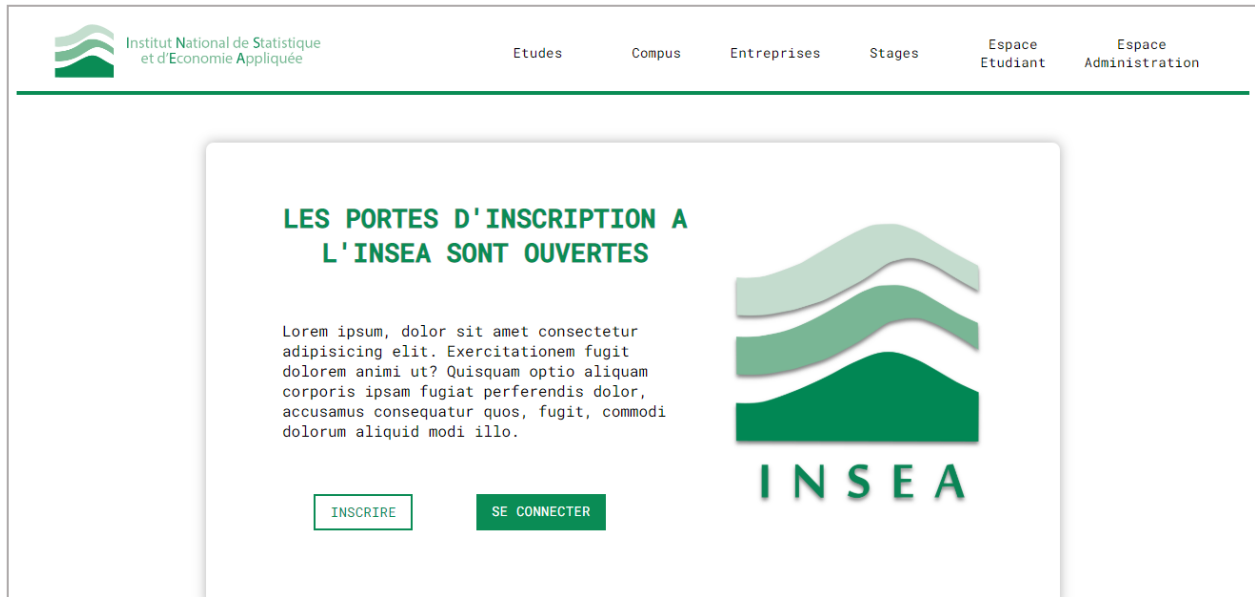 Institut National de Statistique
et d'Economie Appliquée
Etudes
Compus
Entreprises
Stages
Espace
Etudiant
Espace
Administration
LES PORTES D'INSCRIPTION A
L'INSEA SONT OUVERTES
Lorem ipsum, dolor sit amet consectetur
adipisicing elit. Exercitationem fugit
dolorem animi ut? Quisquam optio aliquam
corporis ipsam fugiat perferendis dolor,
accusamus consequatur quos, fugit, commodi
dolorum aliquid modi illo.
INSCRIRE
SE CONNECTER
INSEA